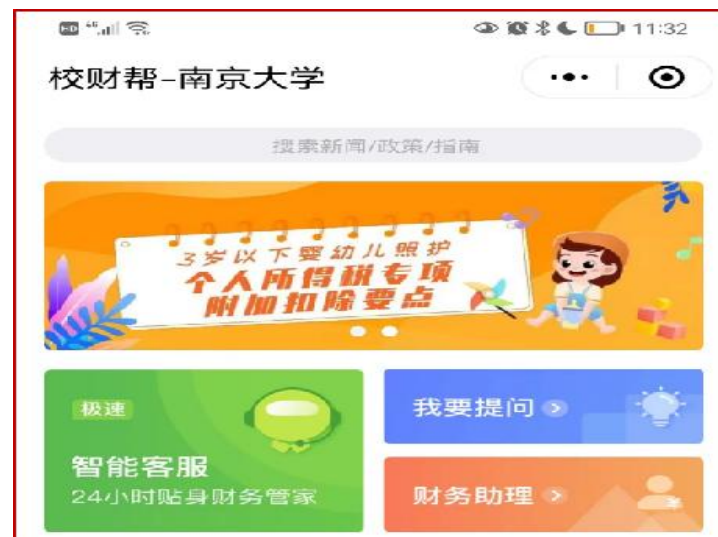 HD 4G 11:32
校财帮-南京大学
搜索新闻/政策/指南
3岁以下婴幼儿照护
个人所得税专项
附加扣除要点
极速
智能客服
24小时贴身财务管家
我要提问
财务助理